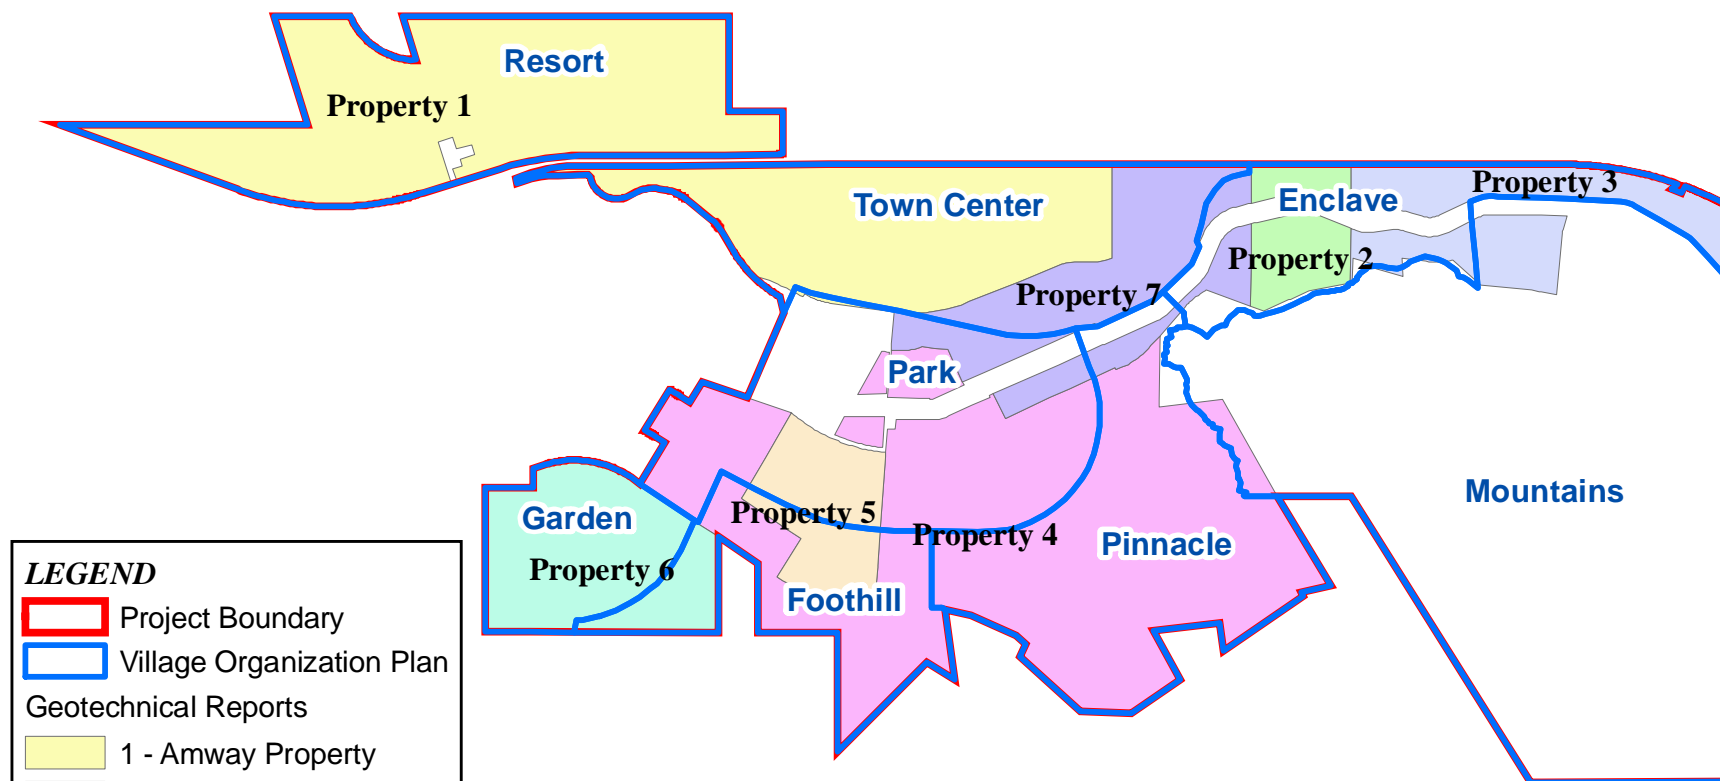 Resort
Property 1
Town Center
Enclave
Property 3
Property 2
Property 7
Park
Mountains
Garden
Property 5
Property 4
Pinnacle
Property 6
Foothill
LEGEND
Project Boundary
Village Organization Plan
Geotechnical Reports
1 - Amway Property